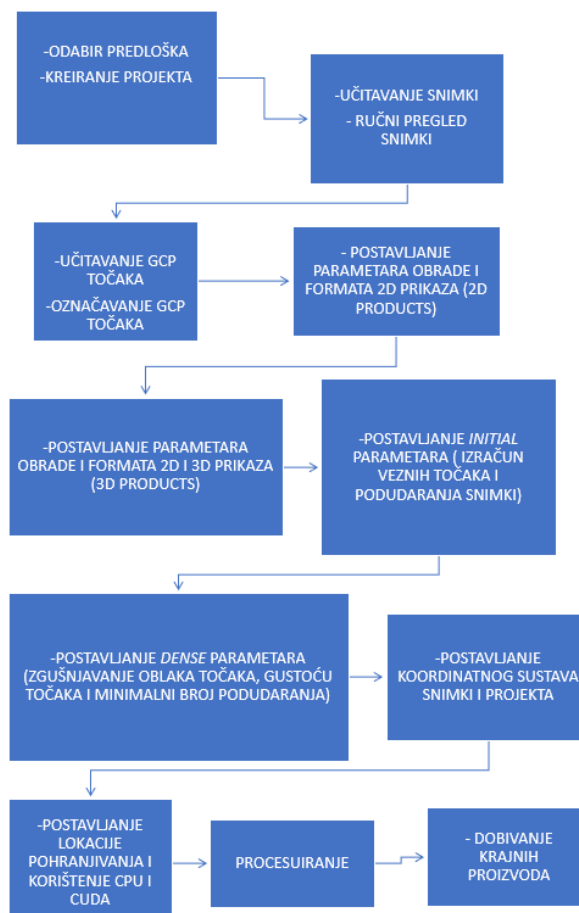 -ODABIR PREDLOŠKA
-KREIRANJE PROJEKTA
-UČITAVANJE SNIMKI
- RUČNI PREGLED
SNIMKI
-UČITAVANJE GCP
TOČAKA
-OZNAČAVANJE GCP
TOČAKA
- POSTAVLJANJE
PARAMETARA OBRADE I
FORMATA 2D PRIKAZA (2D
PRODUCTS)
-POSTAVLJANJE PARAMETARA
OBRADE I FORMATA 2D I 3D PRIKAZA
(3D PRODUCTS)
-POSTAVLJANJE INITIAL
PARAMETARA ( IZRAČUN
VEZNIH TOČAKA I
PODUDARANJA SNIMKI)
-POSTAVLJANJE DENSE PARAMETARA
(ZGUŠNJAVANJE OBLAKA TOČAKA, GUSTOĆU
TOČAKA I MINIMALNI BROJ PODUDARANJA)
-POSTAVLJANJE
KOORDINATNOG SUSTAVA
SNIMKI I PROJEKTA
-POSTAVLJANJE
LOKACIJE
POHRANJIVANJA I
KORIŠTENJE CPU I
CUDA
PROCESUIRANJE
- DOBIVANJE
KRAJNIH
PROIZVODA